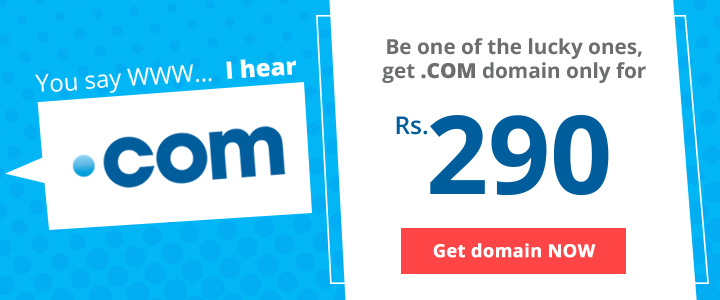 You say WWW... I hear
.com
Be one of the lucky ones,
get .COM domain only for
Rs.290
Get domain NOW